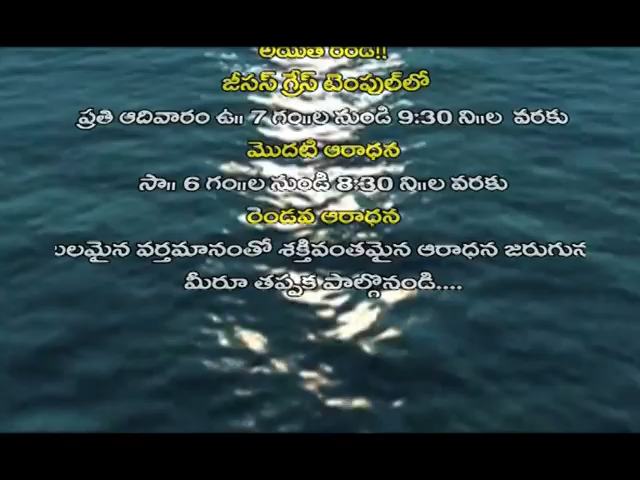 అయితే రండి!!
జీసస్ గ్రేస్ టెంపుల్‌లో
ప్రతి ఆదివారం ఉ॥ 7 గం॥ల నుండి 9:30 ని॥ల వరకు
మొదటి ఆరాధన
సా॥ 6 గం॥ల నుండి 8:30 ని॥ల వరకు
రెండవ ఆరాధన
వర్తమానంతో శక్తివంతమైన ఆరాధన
మీరూ తప్పక పాల్గొనండి....